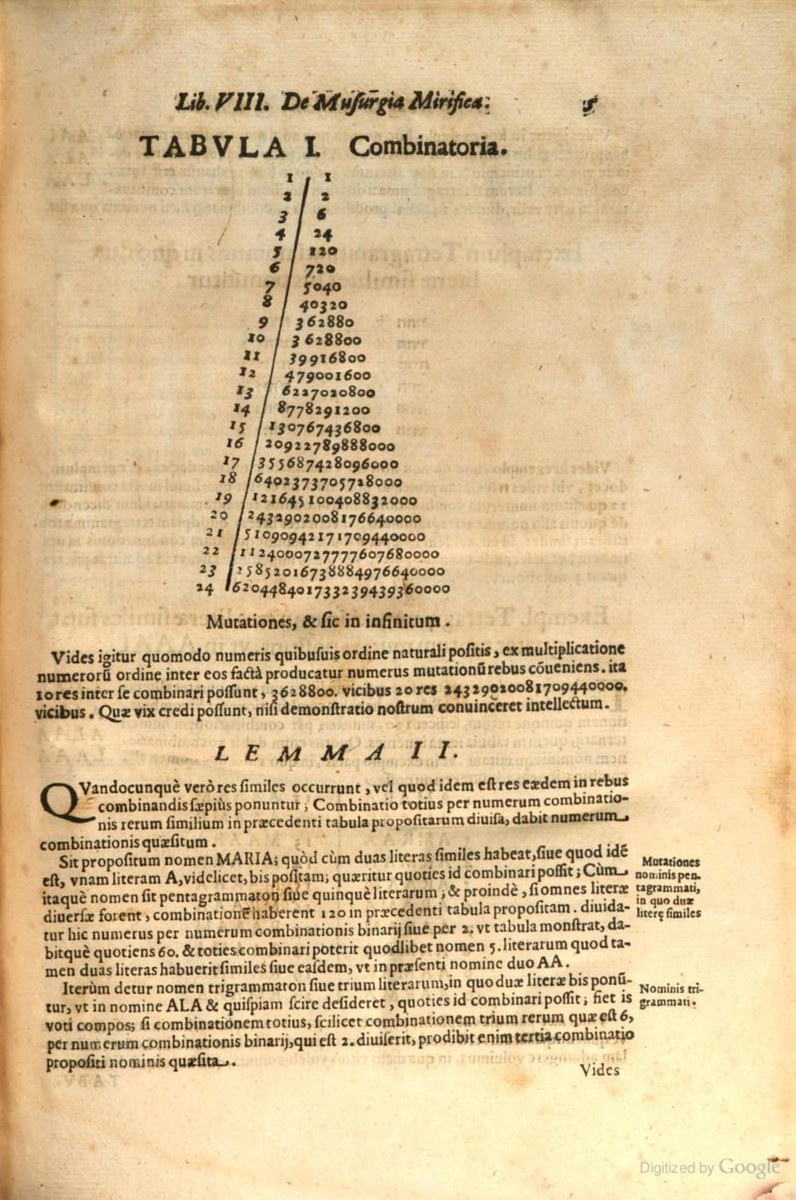 Lib. VIII. De Musurgia Mirifica. 5
TABVLA I. Combinatoria.
1 1
2 2
3 6
4 24
5 120
6 720
7 5040
8 40320
9 362880
10 3628800
11 39916800
12 479001600
13 6227020800
14 8778291200
15 130767436800
16 20922789888000
17 355687428096000
18 6402373705728000
19 121645100408832000
20 2432902008176640000
21 51090942171709440000
22 1124000727777607680000
23 25852016738884976640000
24 620448401733239439360000
Mutationes, & sic in infinitum.
Vides igitur quomodo numeris quibusuis ordine naturali positis, ex multiplicatione
numerorũ ordine inter eos factâ producatur numerus mutationũ rebus cõueniens. ita
10 res inter se combinari possunt, 3628800. vicibus 20 res 24329020081709440000.
vicibus. Quæ vix credi possunt, nisi demonstratio nostrum conuinceret intellectum.
LEMMA II.
QVandocunquè verò res similes occurrunt, vel quod idem est res eædem in rebus
combinandis sæpiùs ponuntur; Combinatio totius per numerum combinatio-
nis rerum similium in præcedenti tabula propositarum diuisa, dabit numerum
combinationis quæsitum.
Sit propositum nomen MARIA; quòd cùm duas literas similes habeat, siue quod idẽ
est, vnam literam A, videlicet, bis positam; quæritur quoties id combinari possit; Cùm
itaquè nomen sit pentagrammaton siue quinquè literarum; & proindè, si omnes literæ
diuersæ forent, combinationẽ haberent 120 in præcedenti tabula propositam. diuida-
tur hic numerus per numerum combinationis binarij siue per 2. vt tabula monstrat, da-
bitquè quotiens 60. & toties combinari poterit quodlibet nomen 5. literarum quod ta-
men duas literas habuerit similes siue easdem, vt in præsenti nomine duo AA.
Mutationes
nominis pen-
tagrammati,
in quo duæ
literę similes
Iterùm detur nomen trigrammaton siue trium literarum, in quo duæ literæ bis ponũ-
tur, vt in nomine ALA & quispiam scire desideret, quoties id combinari possit; fiet is
voti compos; si combinationem totius, scilicet combinationem trium rerum quæ est 6,
per numerum combinationis binarij, qui est 2. diuiserit, prodibit enim tertia combinatio
propositi nominis quæsita.
Nominis tri-
grammati.
Vides
Digitized by Google